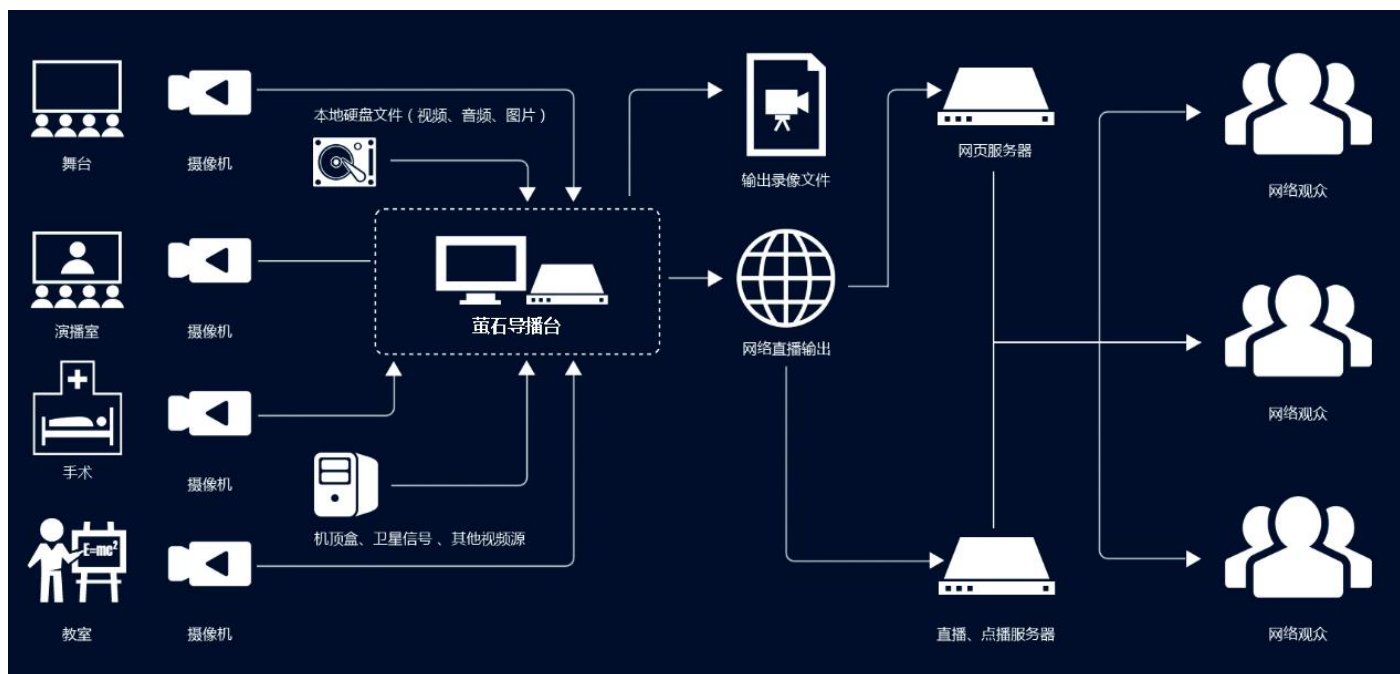 舞台
摄像机
本地硬盘文件（视频、音频、图片）
输出录像文件
网页服务器
网络观众
演播室
摄像机
萤石导播台
网络直播输出
网络观众
手术
摄像机
机顶盒、卫星信号 、其他视频源
E=mc²
教室
摄像机
直播、点播服务器
网络观众